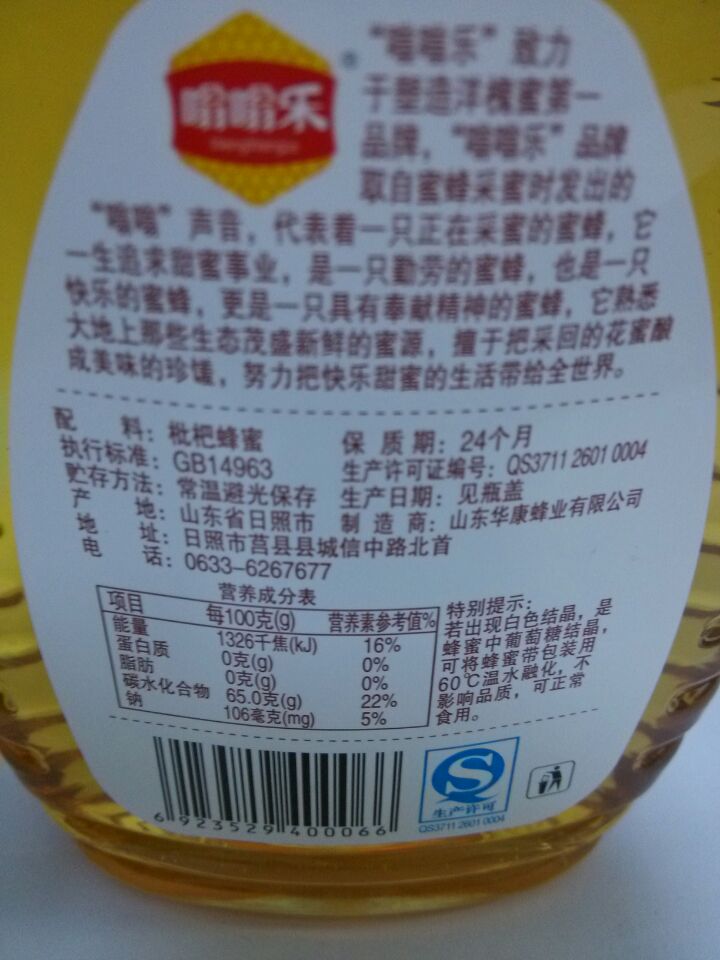 嗡嗡乐
“嗡嗡乐”致力
于塑造洋槐蜜第一
品牌，“嗡嗡乐”品牌
取自蜜蜂采蜜时发出的
“嗡嗡”声音，代表着一只正在采蜜的蜜蜂，它
一生追求甜蜜事业，是一只勤劳的蜜蜂，也是一只
快乐的蜜蜂，更是一只具有奉献精神的蜜蜂，它熟悉
大地上那些生态茂盛新鲜的蜜源，擅于把采回的花蜜酿
成美味的珍馐，努力把快乐甜蜜的生活带给全世界。
配 料：枇杷蜂蜜 保 质 期：24个月
执行标准：GB14963 生产许可证编号：QS3711 2601 0004
贮存方法：常温避光保存 生产日期：见瓶盖
产 地：山东省日照市 制 造 商：山东华康蜂业有限公司
地 址：日照市莒县县城信中路北首
电 话：0633-6267677
营养成分表
项目 每100克(g) 营养素参考值%
能量 1326千焦(kJ) 16%
蛋白质 0克(g) 0%
脂肪 0克(g) 0%
碳水化合物 65.0克(g) 22%
钠 106毫克(mg) 5%
特别提示：
若出现白色结晶，是
蜂蜜中葡萄糖结晶，
可将蜂蜜带包装用
60℃温水融化，不
影响品质，可正常
食用。
6 923529 400066
生产许可
QS3711 2601 0004